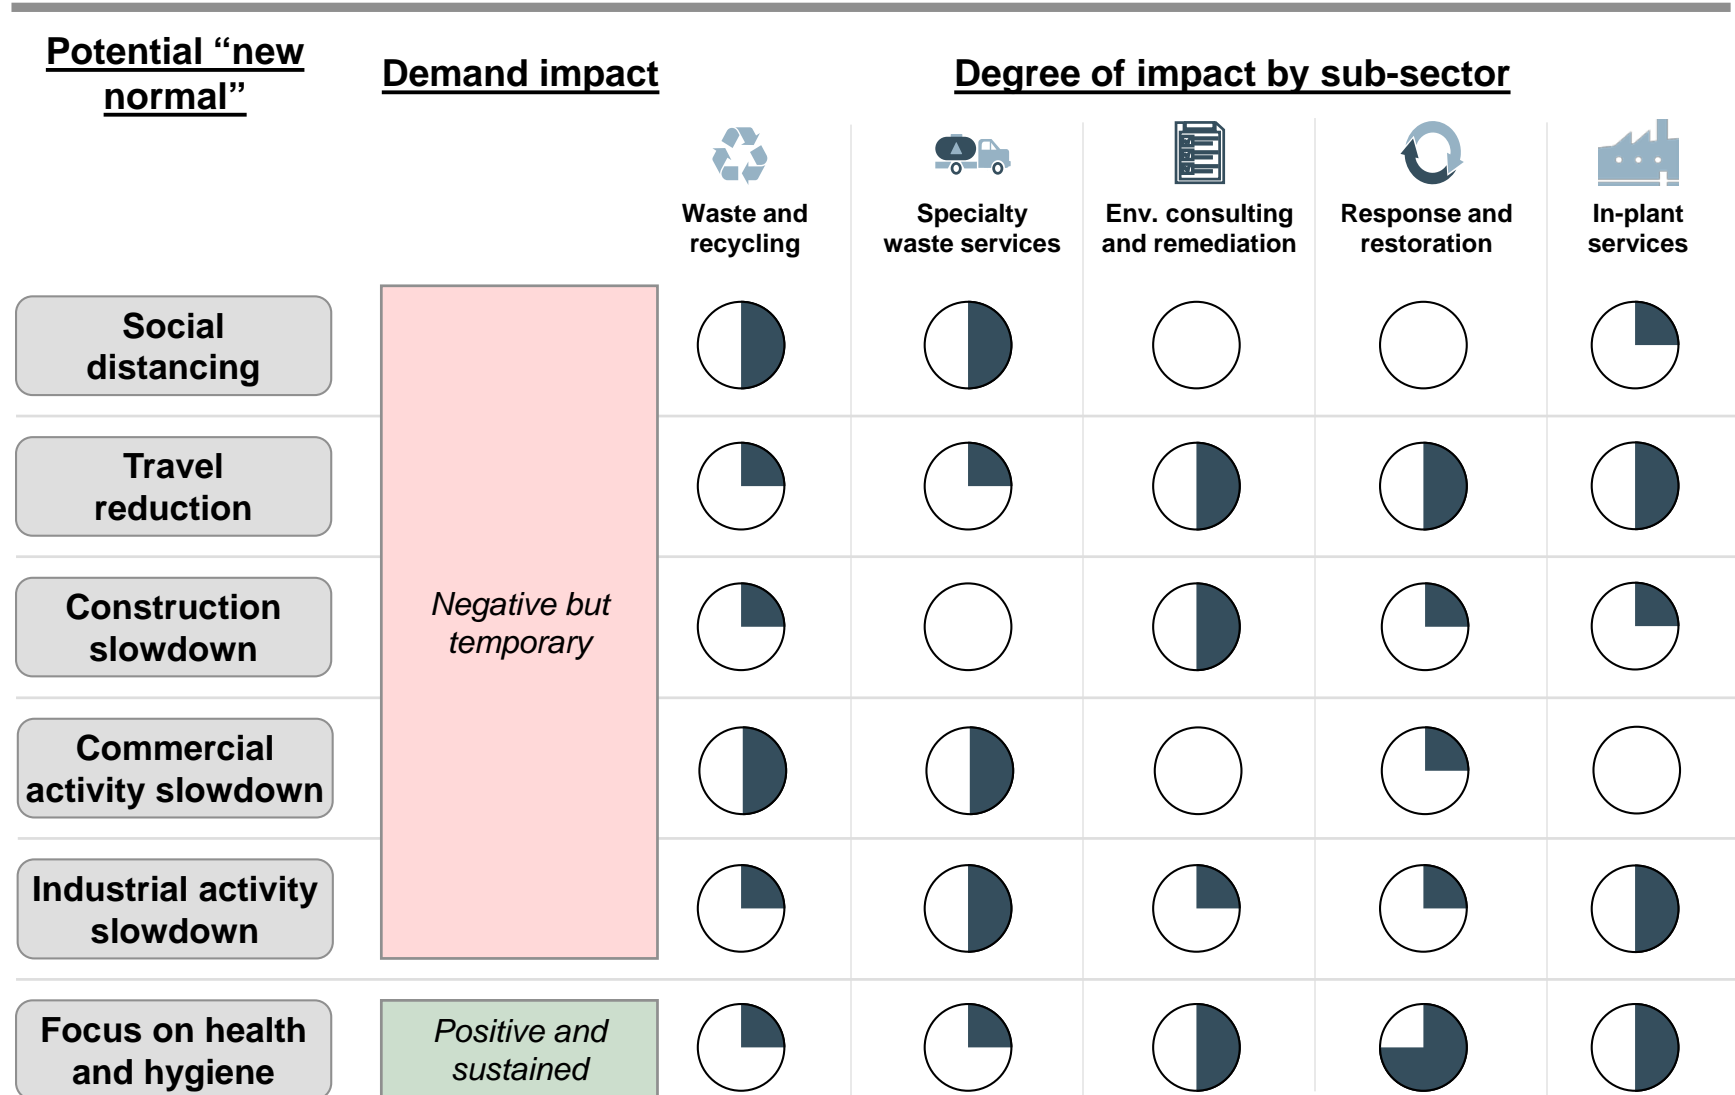 Potential “new
normal”
Demand impact
Degree of impact by sub-sector
Waste and
recycling
Specialty
waste services
Env. consulting
and remediation
Response and
restoration
In-plant
services
Social
distancing
Travel
reduction
Construction
slowdown
Commercial
activity slowdown
Industrial activity
slowdown
Focus on health
and hygiene
Negative but
temporary
Positive and
sustained